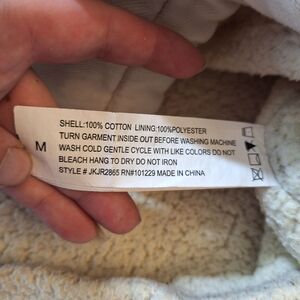 SHELL:100% COTTON LINING:100%POLYESTER
TURN GARMENT INSIDE OUT BEFORE WASHING MACHINE
WASH COLD GENTLE CYCLE WITH LIKE COLORS DO NOT
BLEACH HANG TO DRY DO NOT IRON
STYLE # JKJR2865 RN#101229 MADE IN CHINA
M